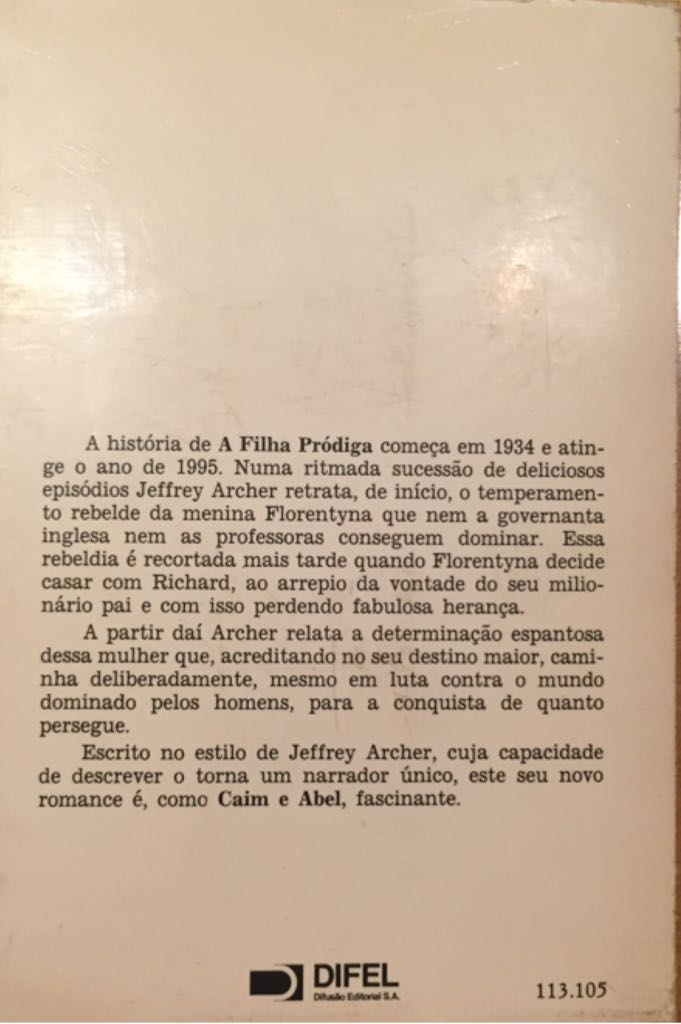 A história de A Filha Pródiga começa em 1934 e atin-
ge o ano de 1995. Numa ritmada sucessão de deliciosos
episódios Jeffrey Archer retrata, de início, o temperamen-
to rebelde da menina Florentyna que nem a governanta
inglesa nem as professoras conseguem dominar. Essa
rebeldia é recortada mais tarde quando Florentyna decide
casar com Richard, ao arrepio da vontade do seu milio-
nário pai e com isso perdendo fabulosa herança.
A partir daí Archer relata a determinação espantosa
dessa mulher que, acreditando no seu destino maior, cami-
nha deliberadamente, mesmo em luta contra o mundo
dominado pelos homens, para a conquista de quanto
persegue.
Escrito no estilo de Jeffrey Archer, cuja capacidade
de descrever o torna um narrador único, este seu novo
romance é, como Caim e Abel, fascinante.
DIFEL
Difusão Editorial S.A.
113.105